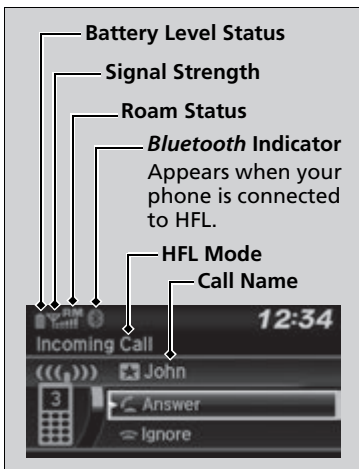 Battery Level Status
Signal Strength
Roam Status
Bluetooth Indicator
Appears when your
phone is connected
to HFL.
HFL Mode
Call Name
RM
12:34
Incoming Call
John
3
Answer
Ignore